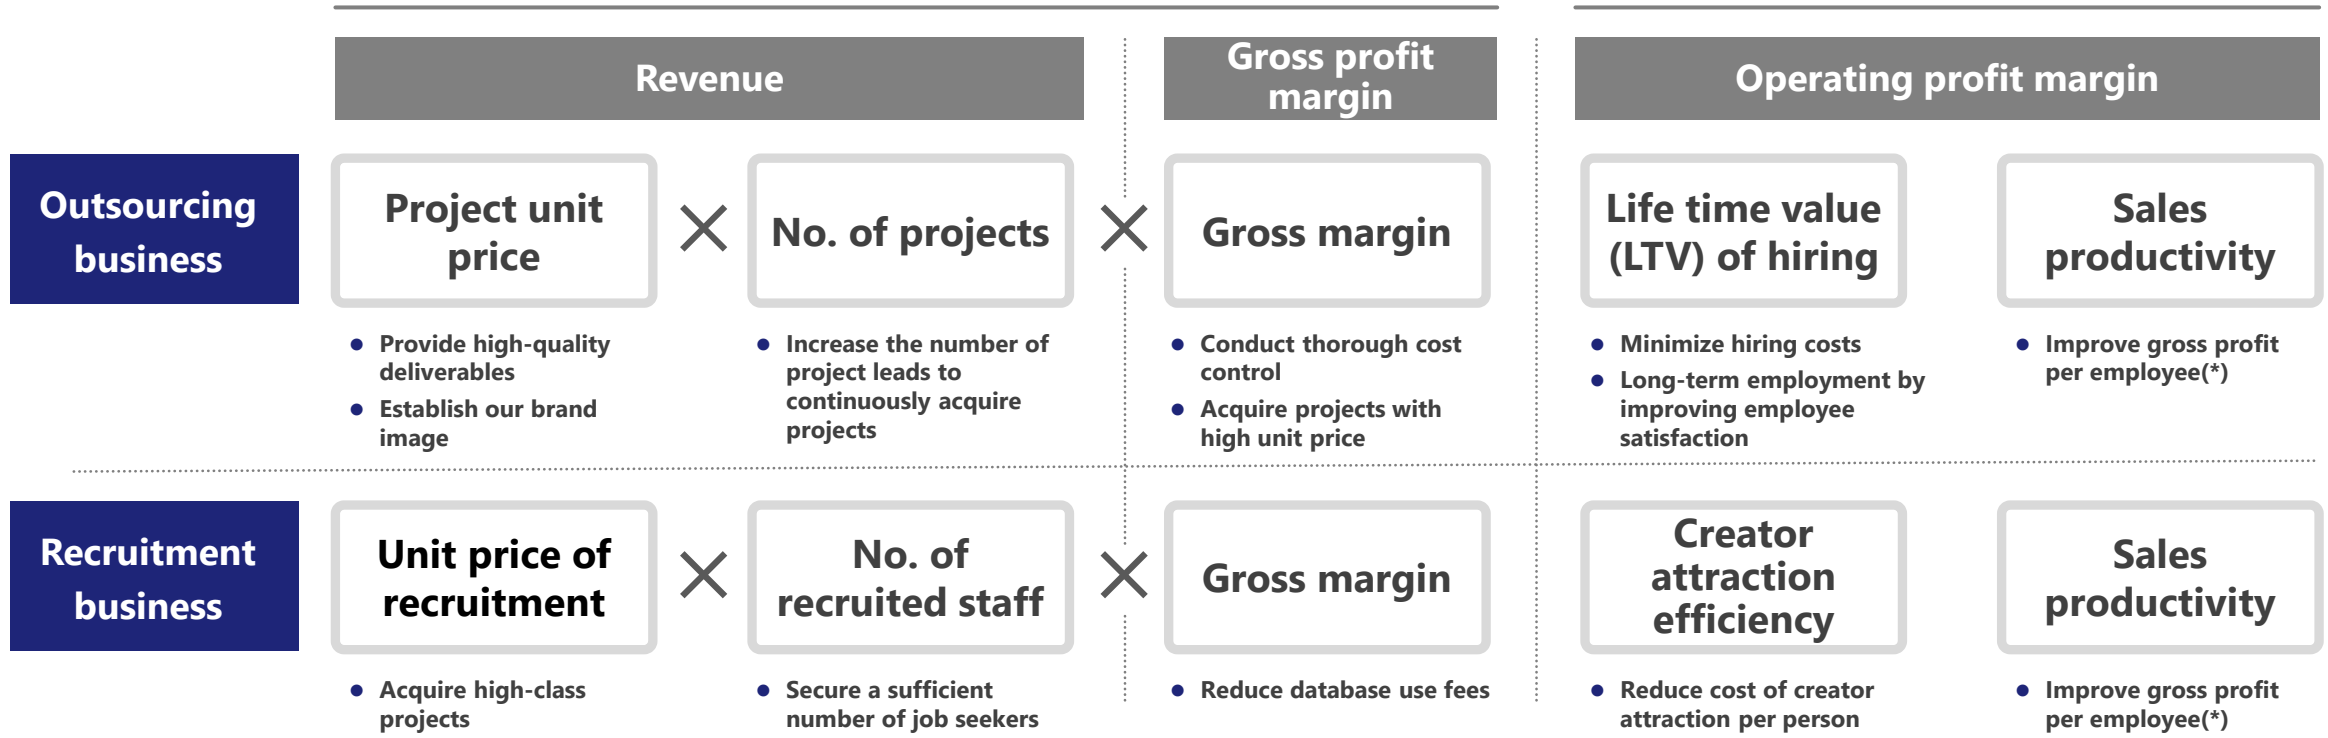 Revenue
Gross profit
margin
Operating profit margin
Outsourcing
business
Project unit
price
No. of projects
Gross margin
Life time value
(LTV) of hiring
Sales
productivity
● Provide high-quality
deliverables
● Establish our brand
image
● Increase the number of
project leads to
continuously acquire
projects
● Conduct thorough cost
control
● Acquire projects with
high unit price
● Minimize hiring costs
● Long-term employment by
improving employee
satisfaction
● Improve gross profit
per employee(*)
Recruitment
business
Unit price of
recruitment
No. of
recruited staff
Gross margin
Creator
attraction
efficiency
Sales
productivity
● Acquire high-class
projects
● Secure a sufficient
number of job seekers
● Reduce database use fees
● Reduce cost of creator
attraction per person
● Improve gross profit
per employee(*)